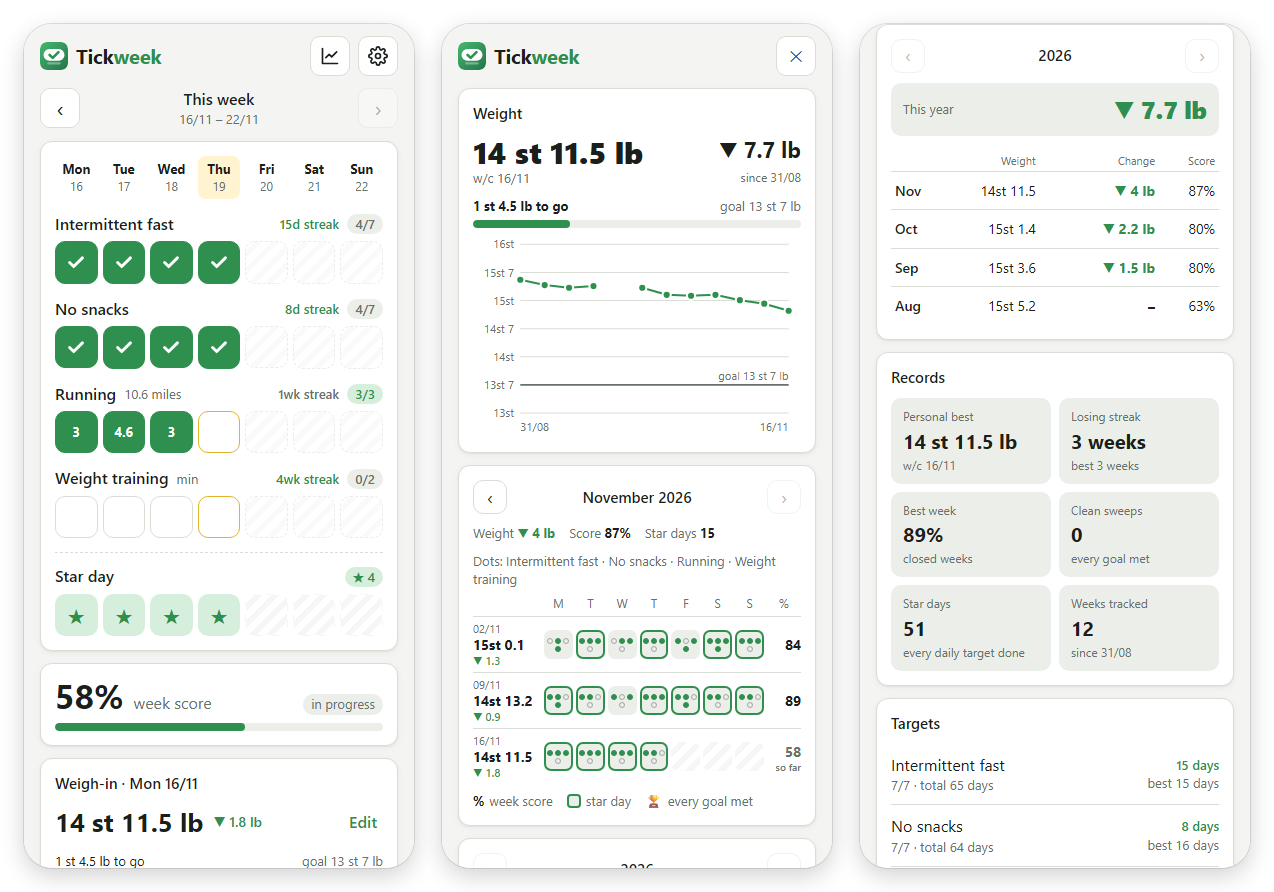 Tickweek
‹
This week
16/11 – 22/11
›
Mon Tue Wed Thu Fri Sat Sun
16 17 18 19 20 21 22
Intermittent fast 15d streak 4/7
No snacks 8d streak 4/7
Running 10.6 miles 1wk streak 3/3
3 4.6 3
Weight training min 4wk streak 0/2
Star day ★ 4
★ ★ ★ ★
58% week score in progress
Weigh-in · Mon 16/11
14 st 11.5 lb ▼ 1.8 lb Edit
1 st 4.5 lb to go goal 13 st 7 lb
Tickweek
Weight
14 st 11.5 lb ▼ 7.7 lb
w/c 16/11 since 31/08
1 st 4.5 lb to go goal 13 st 7 lb
16st
15st 7
15st
14st 7
14st
goal 13 st 7 lb
13st 7
13st
31/08 16/11
‹ November 2026 ›
Weight ▼ 4 lb Score 87% Star days 15
Dots: Intermittent fast · No snacks · Running · Weight
training
M T W T F S S %
02/11
15st 0.1 84
▼ 1.3
09/11
14st 13.2 89
▼ 0.9
16/11
14st 11.5 58
▼ 1.8 so far
% week score star day every goal met
2026
‹ 2026 ›
This year ▼ 7.7 lb
Weight Change Score
Nov 14st 11.5 ▼ 4 lb 87%
Oct 15st 1.4 ▼ 2.2 lb 80%
Sep 15st 3.6 ▼ 1.5 lb 80%
Aug 15st 5.2 – 63%
Records
Personal best
14 st 11.5 lb
w/c 16/11
Losing streak
3 weeks
best 3 weeks
Best week
89%
closed weeks
Clean sweeps
0
every goal met
Star days
51
every daily target done
Weeks tracked
12
since 31/08
Targets
Intermittent fast 15 days
7/7 · total 65 days best 15 days
No snacks 8 days
7/7 · total 64 days best 16 days